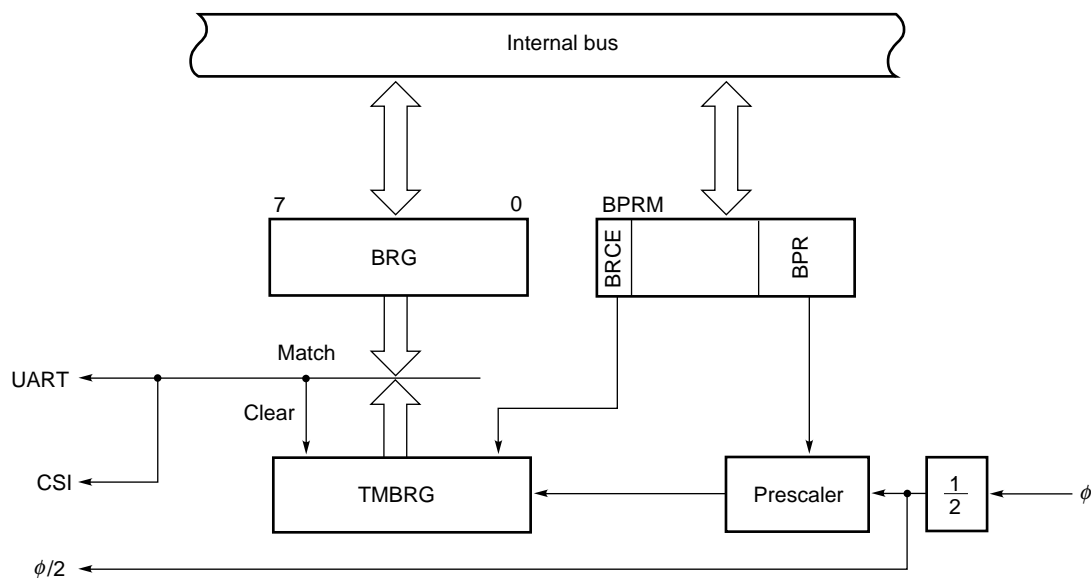 Internal bus
7
0
BPRM
BRG
BRCE
BPR
Match
UART
Clear
CSI
TMBRG
Prescaler
1
2
ϕ
ϕ/2